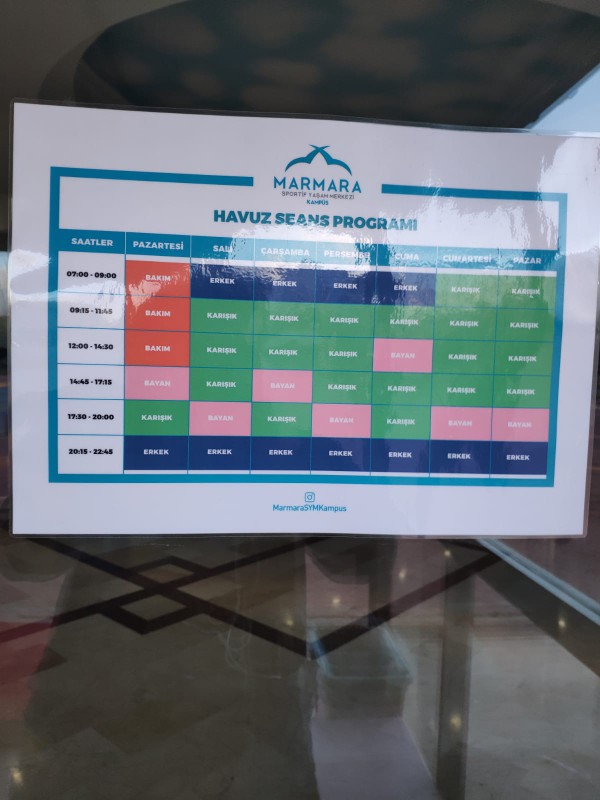 MARMARA
SPORTİF YAŞAM MERKEZİ
KAMPÜS
HAVUZ SEANS PROGRAMI
SAATLER PAZARTESİ SALI ÇARŞAMBA PERŞEMBE CUMA CUMARTESİ PAZAR
07:00 - 09:00 BAKIM ERKEK ERKEK ERKEK ERKEK KARIŞIK KARIŞIK
09:15 - 11:45 BAKIM KARIŞIK KARIŞIK KARIŞIK KARIŞIK KARIŞIK KARIŞIK
12:00 - 14:30 BAKIM KARIŞIK KARIŞIK KARIŞIK BAYAN KARIŞIK KARIŞIK
14:45 - 17:15 BAYAN KARIŞIK BAYAN KARIŞIK KARIŞIK KARIŞIK KARIŞIK
17:30 - 20:00 KARIŞIK BAYAN KARIŞIK BAYAN KARIŞIK BAYAN BAYAN
20:15 - 22:45 ERKEK ERKEK ERKEK ERKEK ERKEK ERKEK ERKEK
MarmaraSYMKampus